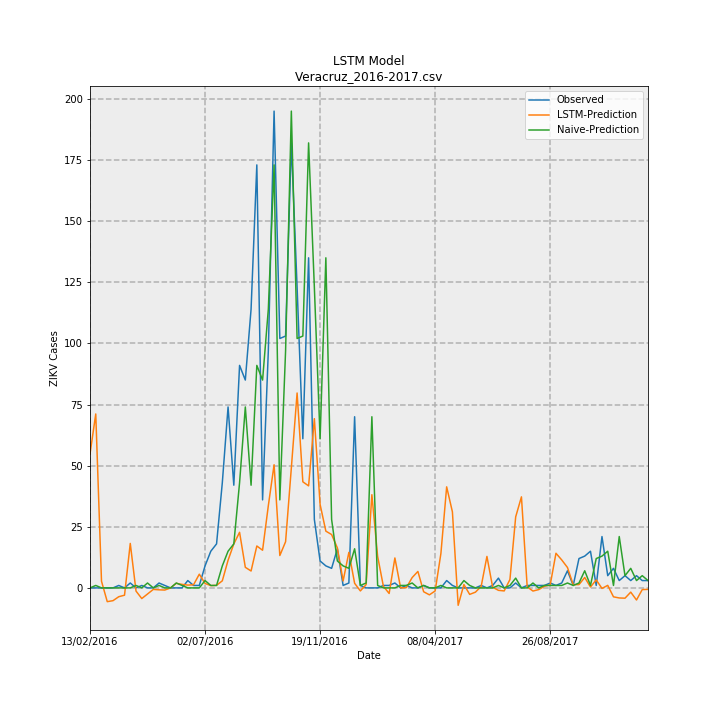 LSTM Model
Veracruz_2016-2017.csv
Observed
LSTM-Prediction
Naive-Prediction
200
175
150
125
100
75
50
25
0
ZIKV Cases
13/02/2016 02/07/2016 19/11/2016 08/04/2017 26/08/2017
Date